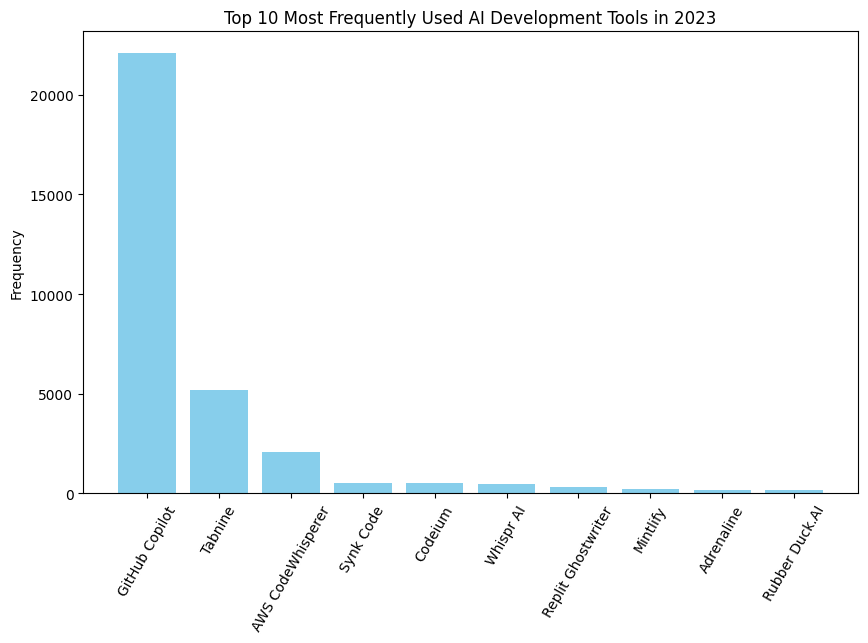 Top 10 Most Frequently Used AI Development Tools in 2023
Frequency
20000
15000
10000
5000
0
GitHub Copilot
Tabnine
AWS CodeWhisperer
Synk Code
Codeium
Whispr AI
Replit Ghostwriter
Mintlify
Adrenaline
Rubber Duck.AI